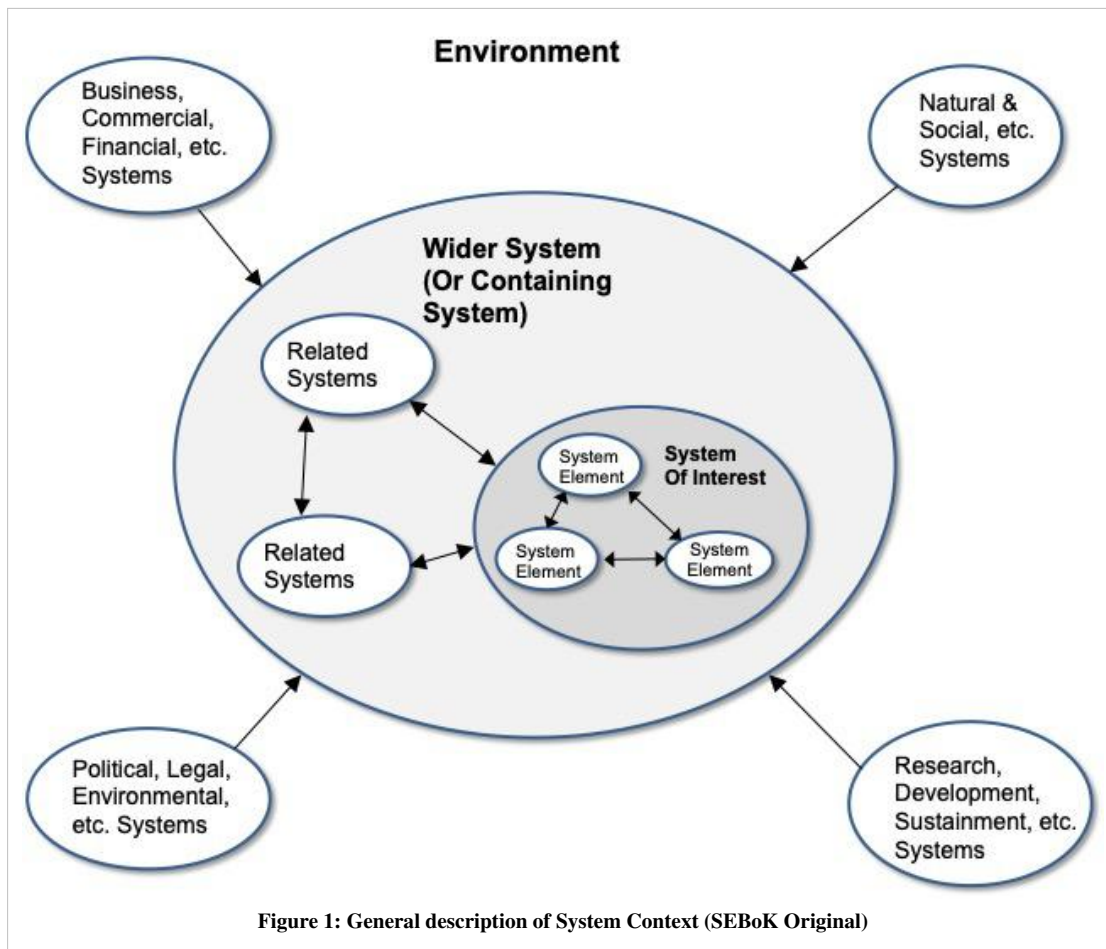 Environment
Business,
Commercial,
Financial, etc.
Systems
Natural &
Social, etc.
Systems
Wider System
(Or Containing
System)
Related
Systems
System
Element
System
Of Interest
System
Element
System
Element
Related
Systems
Political, Legal,
Environmental,
etc. Systems
Research,
Development,
Sustainment, etc.
Systems
Figure 1: General description of System Context (SEBoK Original)